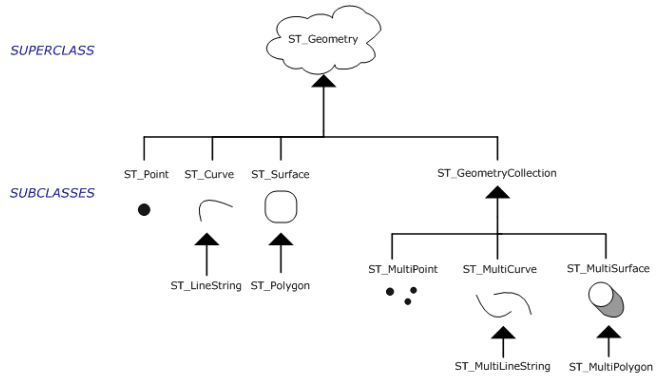 ST_Geometry
SUPERCLASS
ST_Point ST_Curve ST_Surface ST_GeometryCollection
SUBCLASSES
ST_MultiPoint ST_MultiCurve ST_MultiSurface
ST_LineString ST_Polygon
ST_MultiLineString ST_MultiPolygon